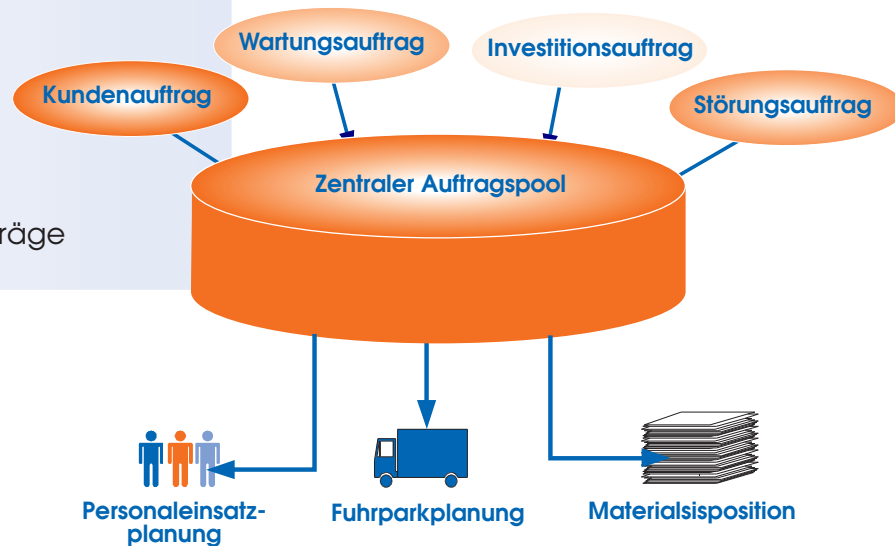 Wartungsauftrag
Investitionsauftrag
Kundenauftrag
Störungsauftrag
Zentraler Auftragspool
räge
Personaleinsatz-
planung
Fuhrparkplanung
Materialsisposition